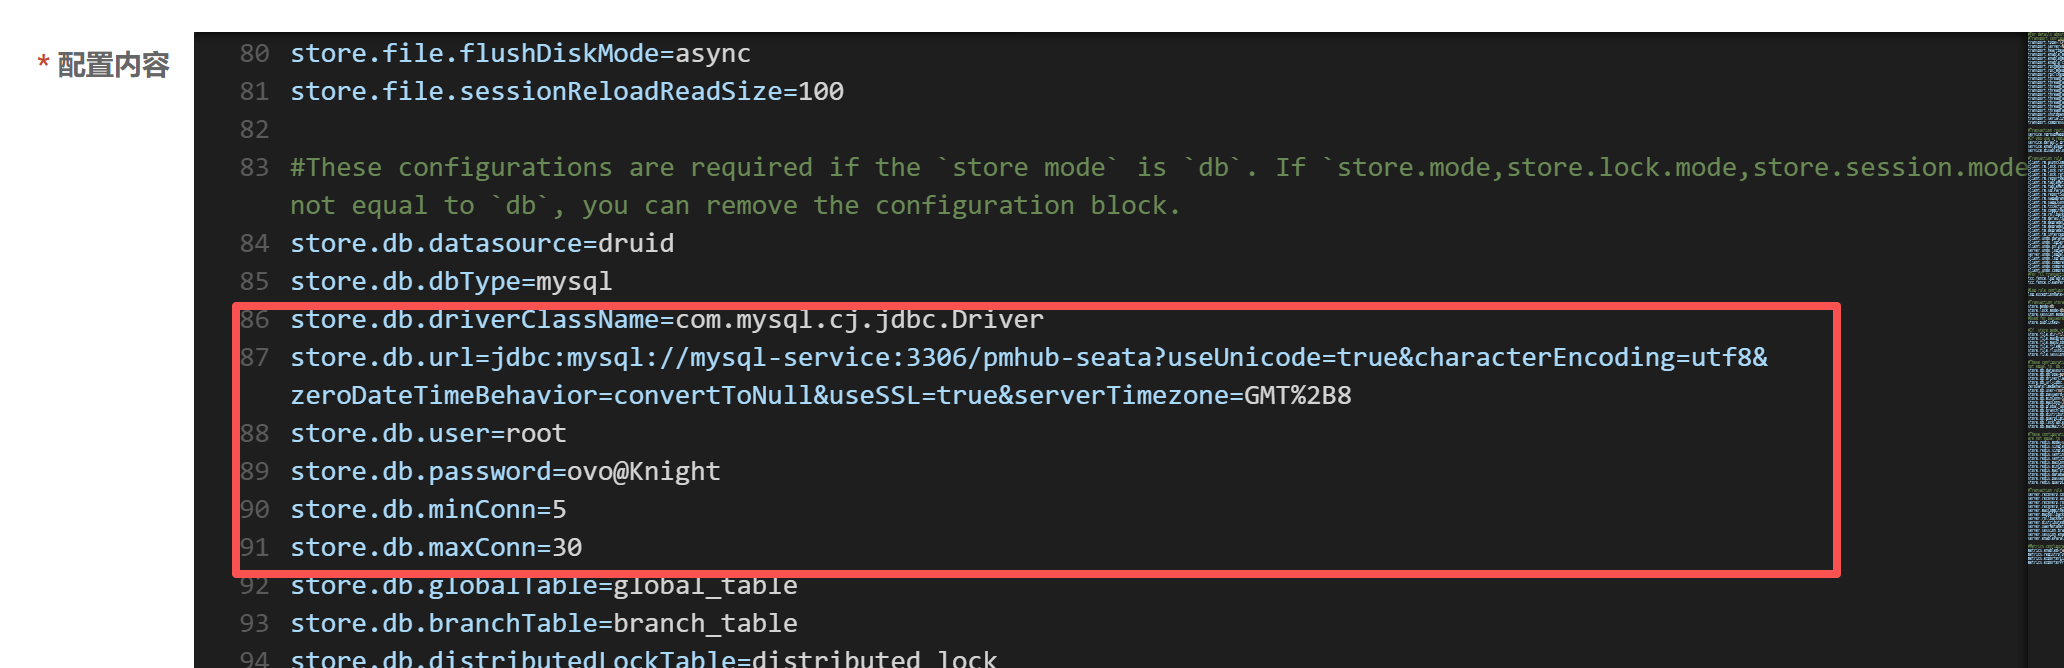 * 配置内容
80 store.file.flushDiskMode=async
81 store.file.sessionReloadReadSize=100
82
83 #These configurations are required if the `store mode` is `db`. If `store.mode,store.lock.mode,store.session.mode
not equal to `db`, you can remove the configuration block.
84 store.db.datasource=druid
85 store.db.dbType=mysql
86 store.db.driverClassName=com.mysql.cj.jdbc.Driver
87 store.db.url=jdbc:mysql://mysql-service:3306/pmhub-seata?useUnicode=true&characterEncoding=utf8&
zeroDateTimeBehavior=convertToNull&useSSL=true&serverTimezone=GMT%2B8
88 store.db.user=root
89 store.db.password=ovo@Knight
90 store.db.minConn=5
91 store.db.maxConn=30
92 store.db.globalTable=global_table
93 store.db.branchTable=branch_table
94 store.db.distributedLockTable=distributed_lock